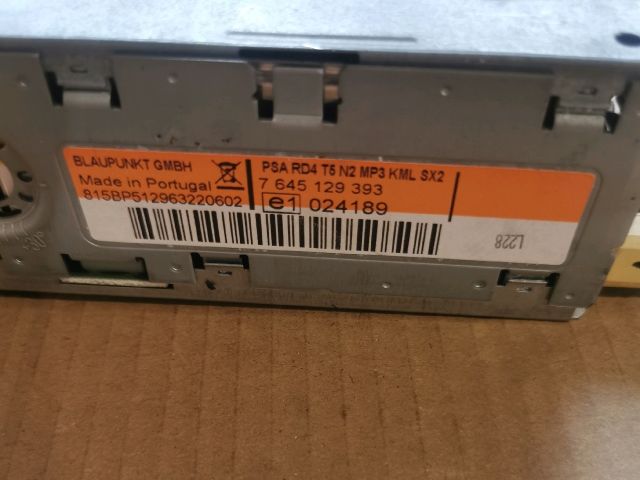 BLAUPUNKT GMBH
Made in Portugal
815BP512963220602
PSA RD4 T5 N2 MP3 KML SX2
7 645 129 393
e1 024189
L228